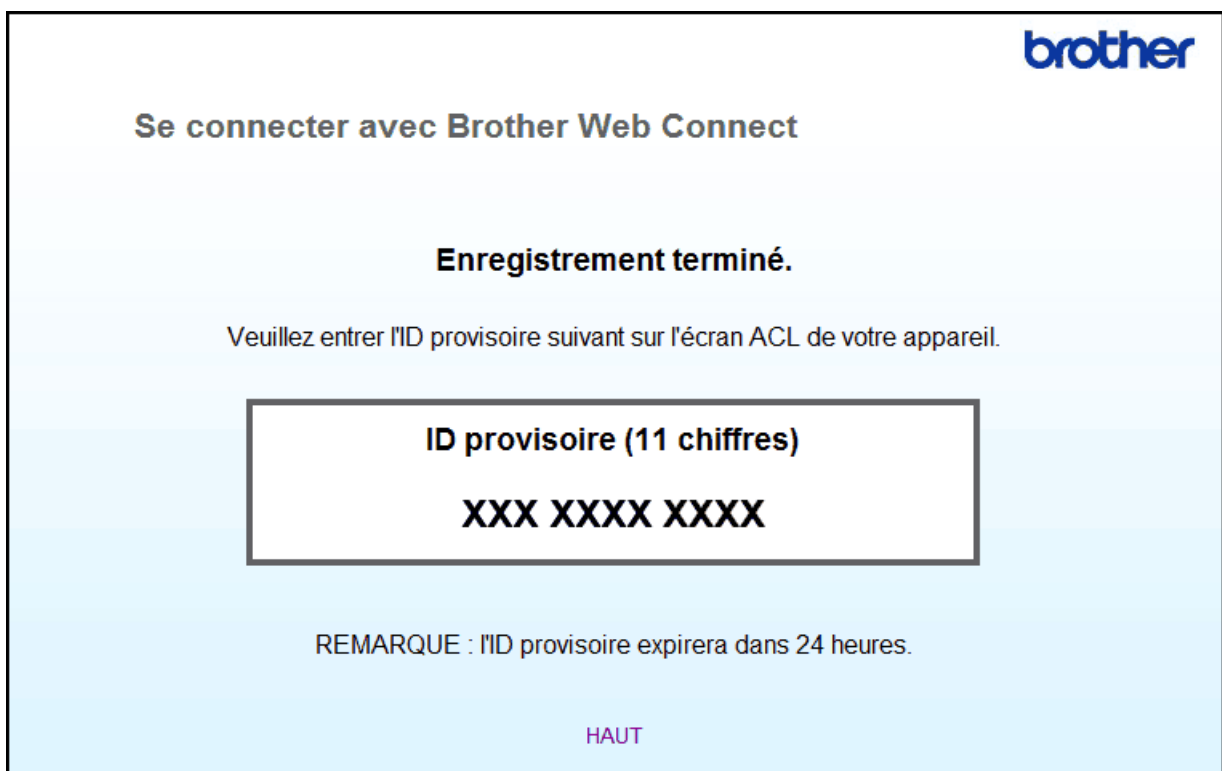 brother
Se connecter avec Brother Web Connect
Enregistrement terminé.
Veuillez entrer l'ID provisoire suivant sur l'écran ACL de votre appareil.
ID provisoire (11 chiffres)
XXX XXXX XXXX
REMARQUE : l'ID provisoire expirera dans 24 heures.
HAUT